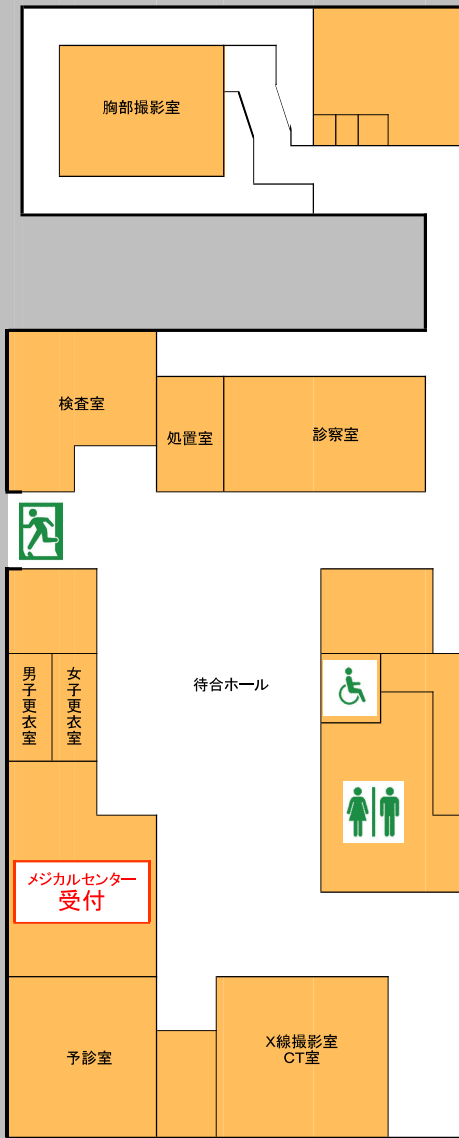 胸部撮影室
検査室
処置室
診察室
男子更衣室
女子更衣室
待合ホール
メジカルセンター
受付
予診室
X線撮影室
CT室